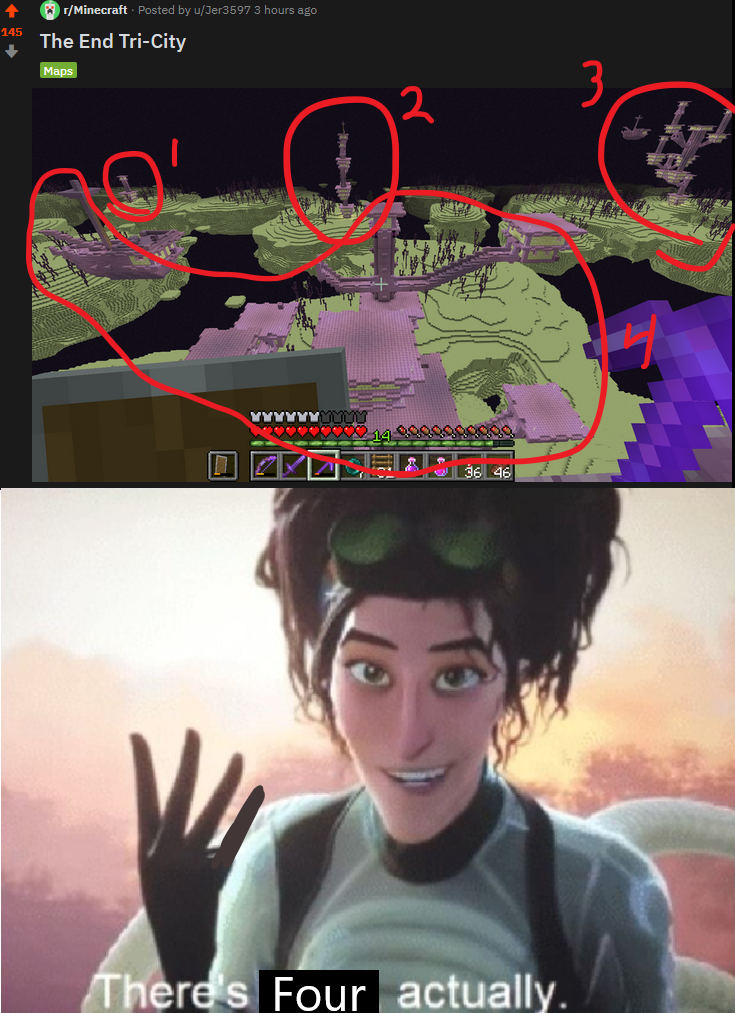 r/Minecraft · Posted by u/Jer3597 3 hours ago
145
The End Tri-City
Maps
1
2
3
4
14
36 46
There's Four actually.